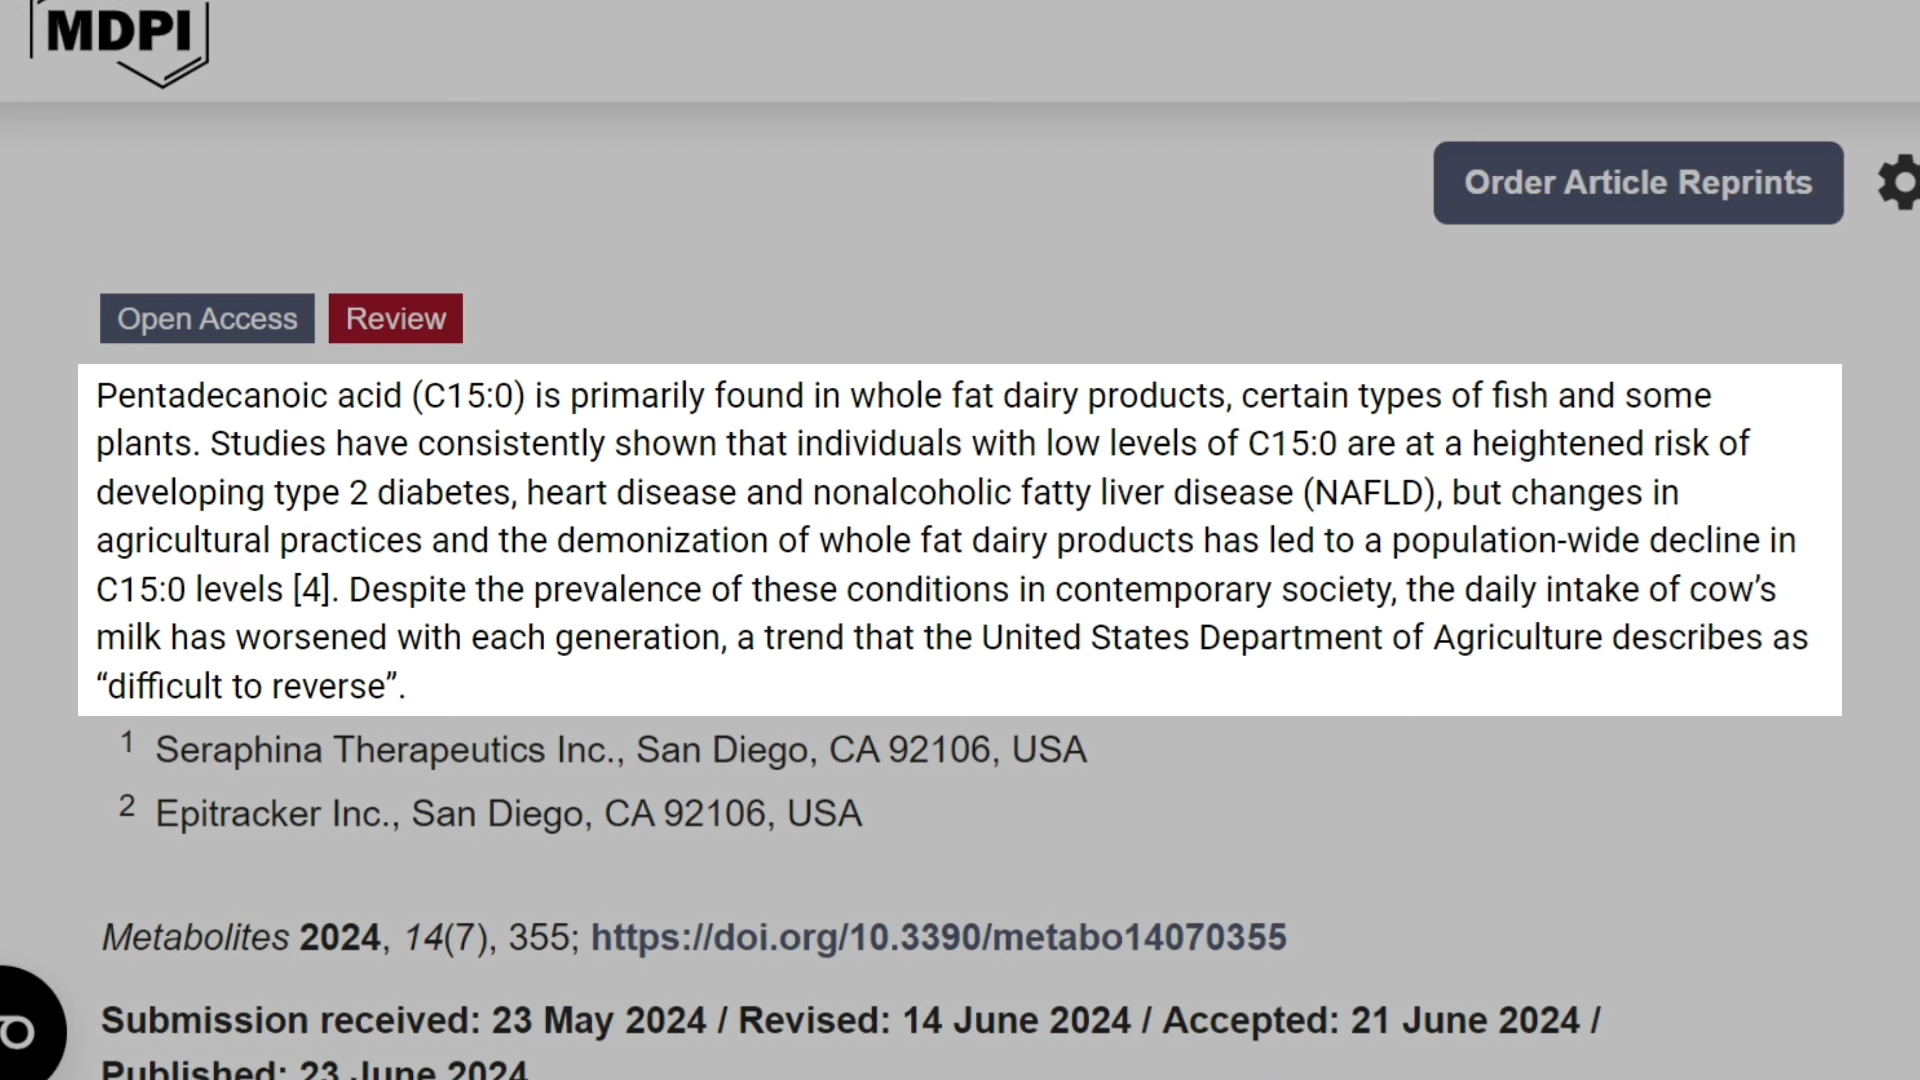 MDPI
Order Article Reprints
Open Access Review
Pentadecanoic acid (C15:0) is primarily found in whole fat dairy products, certain types of fish and some
plants. Studies have consistently shown that individuals with low levels of C15:0 are at a heightened risk of
developing type 2 diabetes, heart disease and nonalcoholic fatty liver disease (NAFLD), but changes in
agricultural practices and the demonization of whole fat dairy products has led to a population-wide decline in
C15:0 levels [4]. Despite the prevalence of these conditions in contemporary society, the daily intake of cow’s
milk has worsened with each generation, a trend that the United States Department of Agriculture describes as
“difficult to reverse”.
1 Seraphina Therapeutics Inc., San Diego, CA 92106, USA
2 Epitracker Inc., San Diego, CA 92106, USA
Metabolites 2024, 14(7), 355; https://doi.org/10.3390/metabo14070355
Submission received: 23 May 2024 / Revised: 14 June 2024 / Accepted: 21 June 2024 /
Published: 23 June 2024